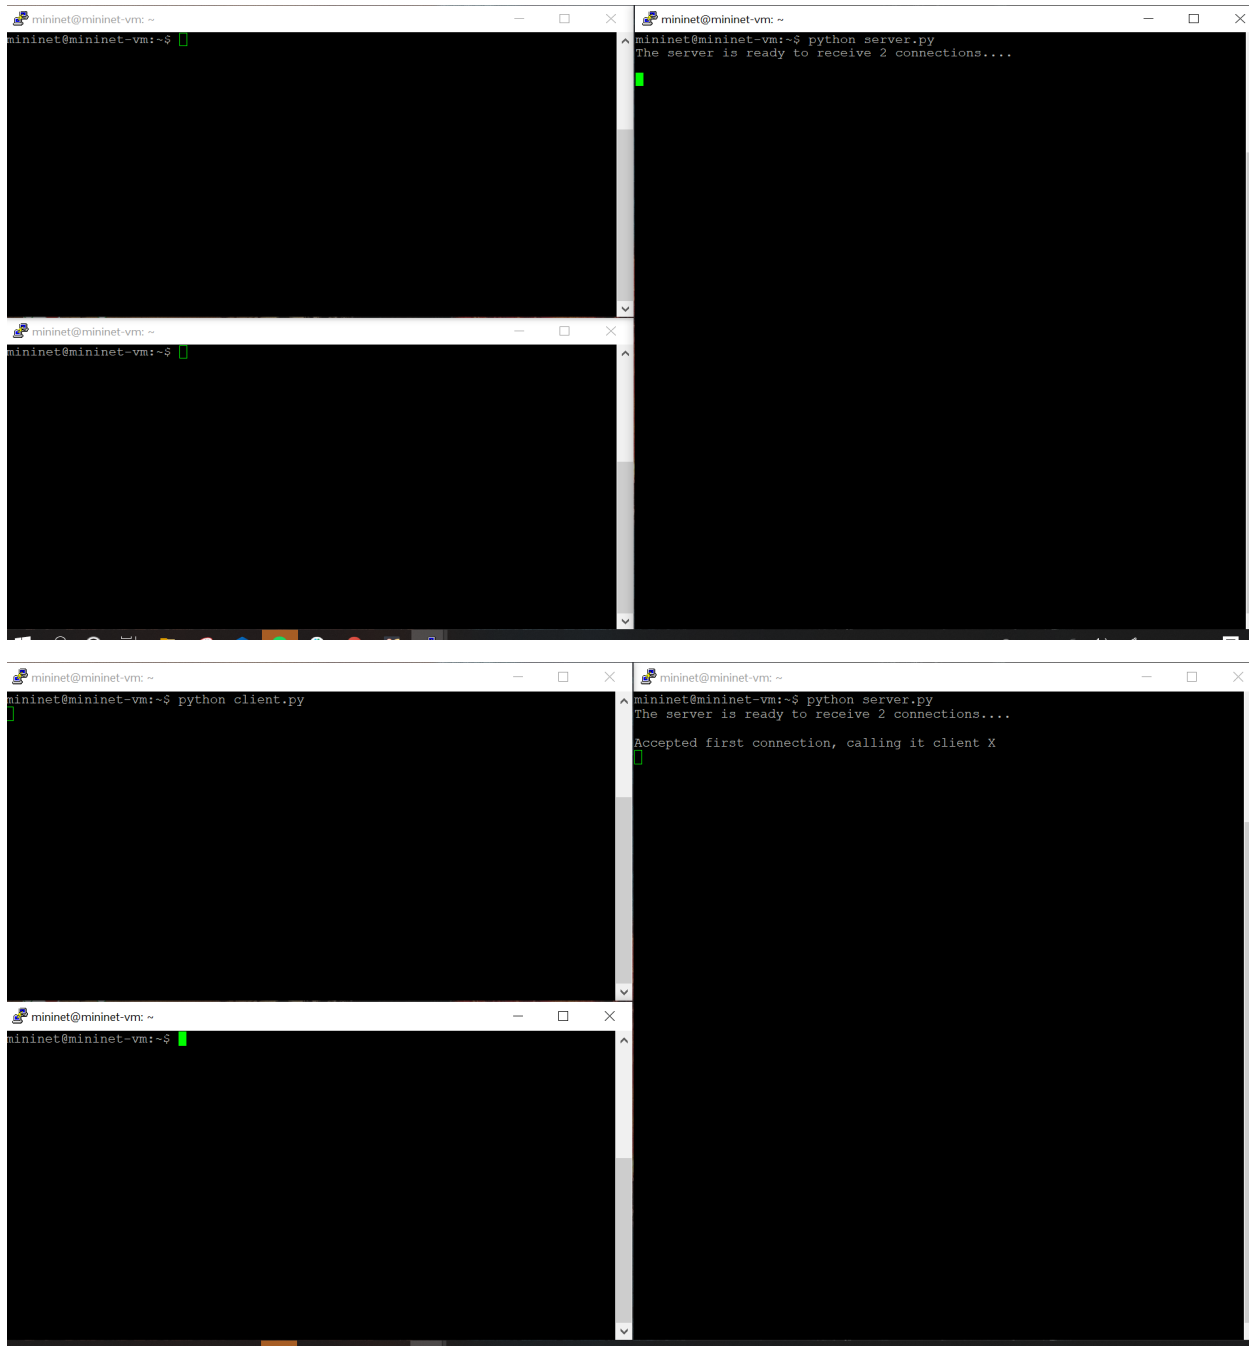 mininet@mininet-vm: ~
mininet@mininet-vm:~$
mininet@mininet-vm: ~
mininet@mininet-vm:~$ python server.py
The server is ready to receive 2 connections....
mininet@mininet-vm: ~
mininet@mininet-vm:~$
mininet@mininet-vm: ~
mininet@mininet-vm:~$ python client.py
mininet@mininet-vm: ~
mininet@mininet-vm:~$ python server.py
The server is ready to receive 2 connections....
Accepted first connection, calling it client X
mininet@mininet-vm: ~
mininet@mininet-vm:~$